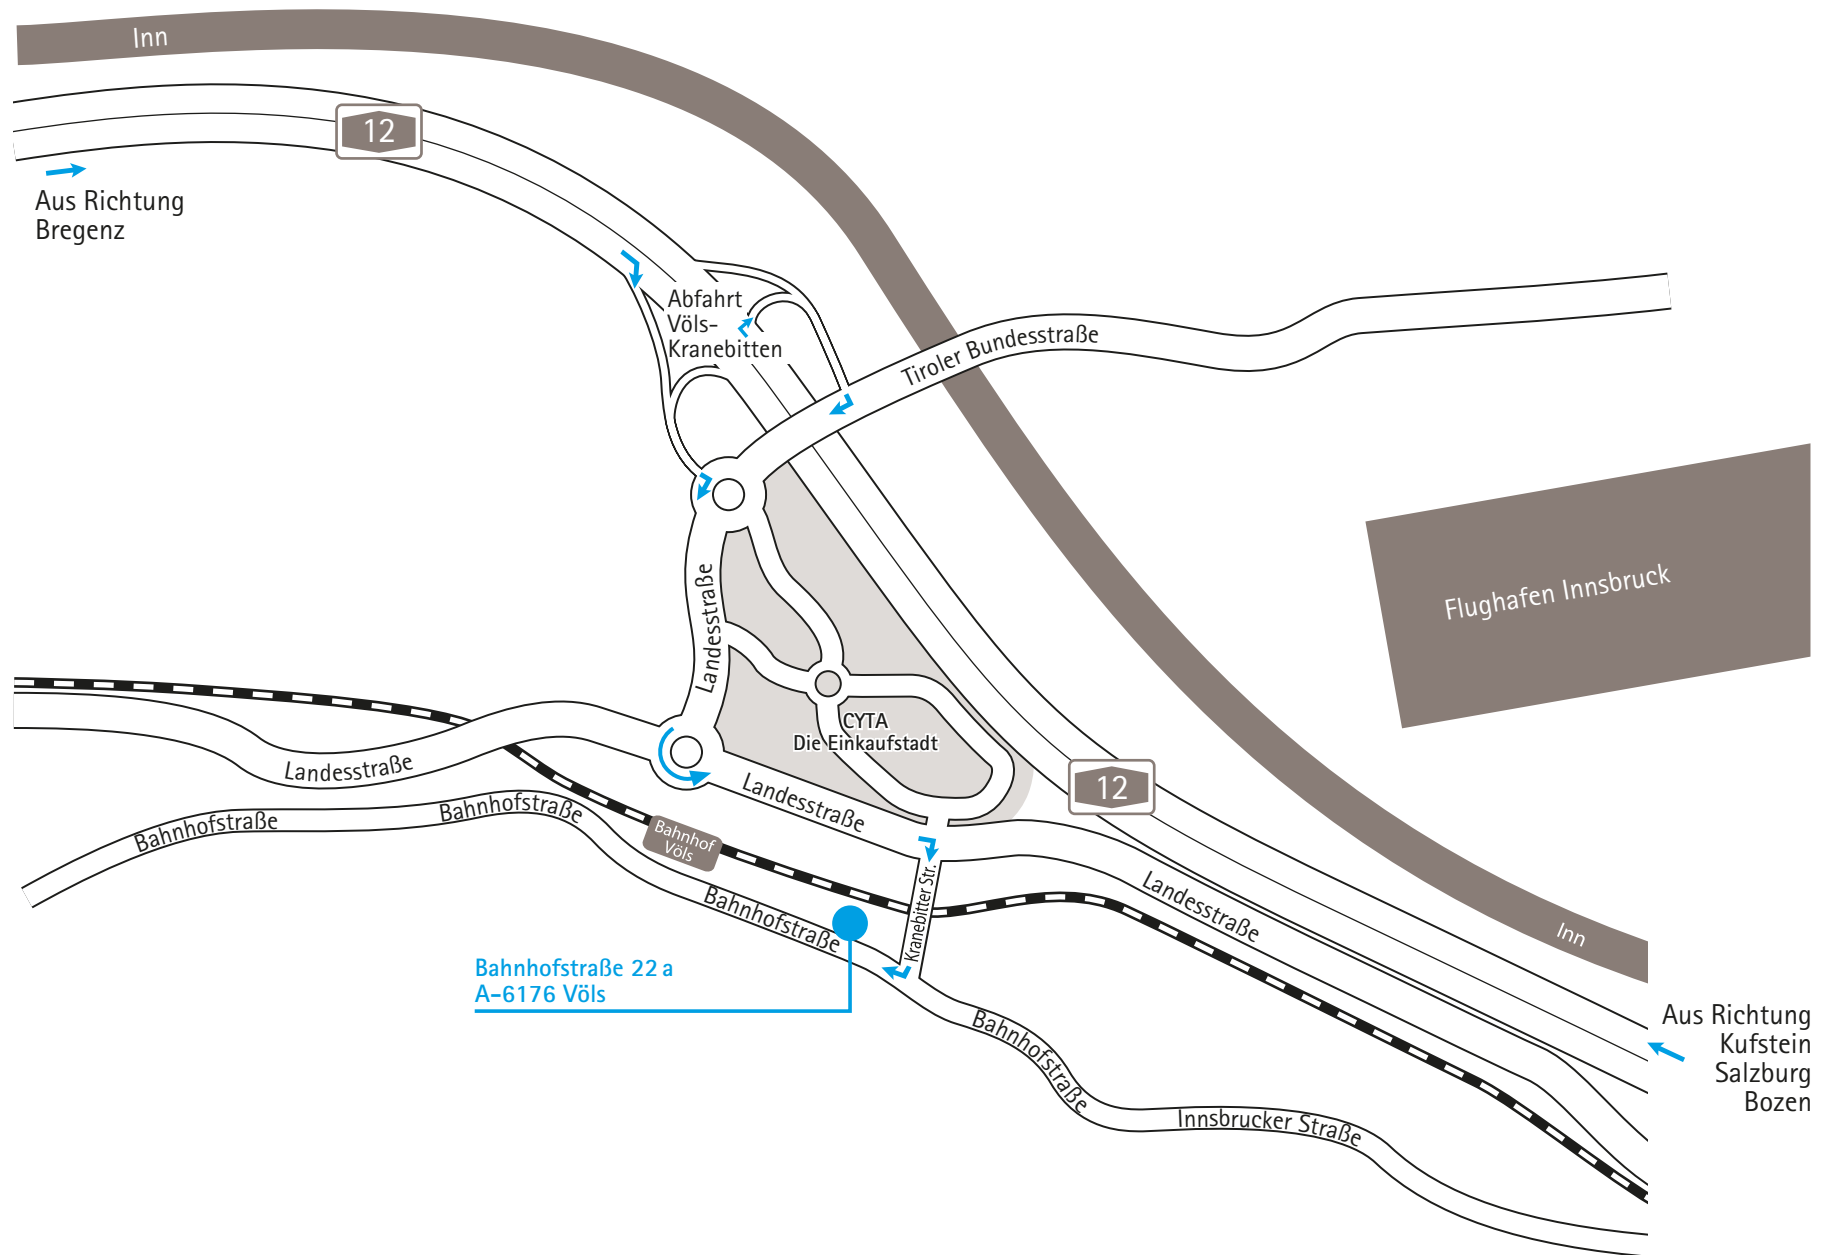 Inn
12
Aus Richtung
Bregenz
Abfahrt
Völs-
Kranebitten
Tiroler Bundesstraße
Flughafen Innsbruck
Landesstraße
CYTA
Die Einkaufstadt
Landesstraße
Landesstraße
12
Bahnhofstraße
Bahnhofstraße
Bahnhof
Völs
Kranebitter Str.
Landesstraße
Bahnhofstraße
Inn
Bahnhofstraße 22 a
A-6176 Völs
Bahnhofstraße
Innsbrucker Straße
Aus Richtung
Kufstein
Salzburg
Bozen